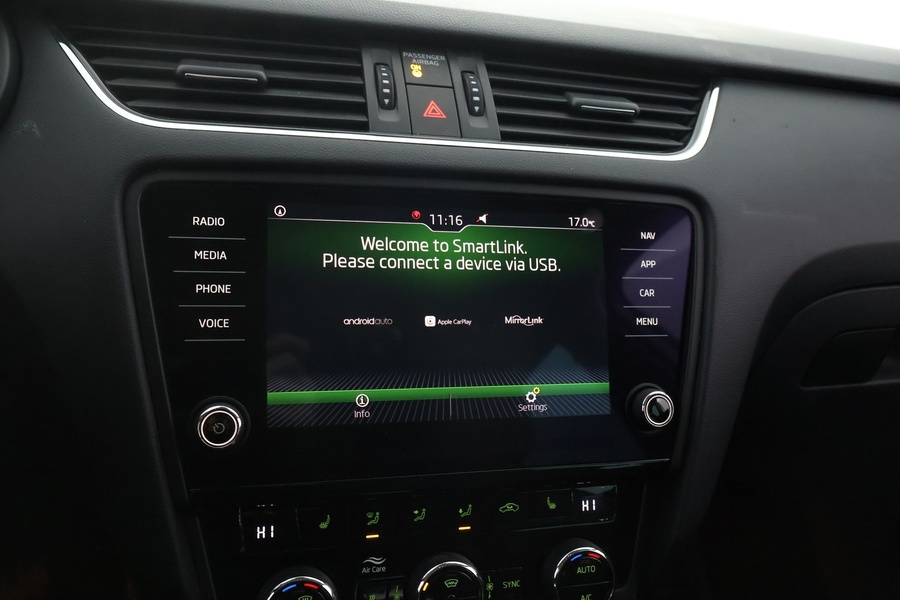 PASSENGER
AIRBAG
ON
RADIO
MEDIA
PHONE
VOICE
11:16
17.0°C
Welcome to SmartLink.
Please connect a device via USB.
androidauto
Apple CarPlay
MirrorLink
Info
Settings
NAV
APP
CAR
MENU
HI
HI
Air Care
SYNC
AUTO
A/C